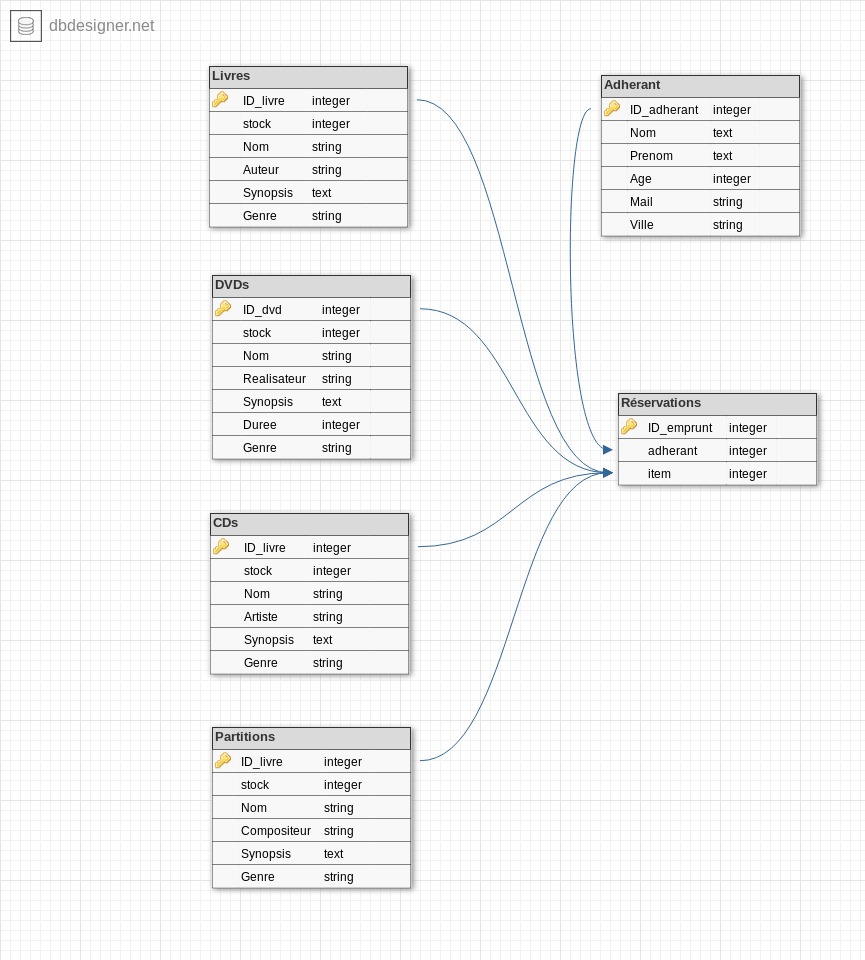 dbdesigner.net
Livres
ID_livre integer
stock integer
Nom string
Auteur string
Synopsis text
Genre string
Adherant
ID_adherant integer
Nom text
Prenom text
Age integer
Mail string
Ville string
DVDs
ID_dvd integer
stock integer
Nom string
Realisateur string
Synopsis text
Duree integer
Genre string
Réservations
ID_emprunt integer
adherant integer
item integer
CDs
ID_livre integer
stock integer
Nom string
Artiste string
Synopsis text
Genre string
Partitions
ID_livre integer
stock integer
Nom string
Compositeur string
Synopsis text
Genre string